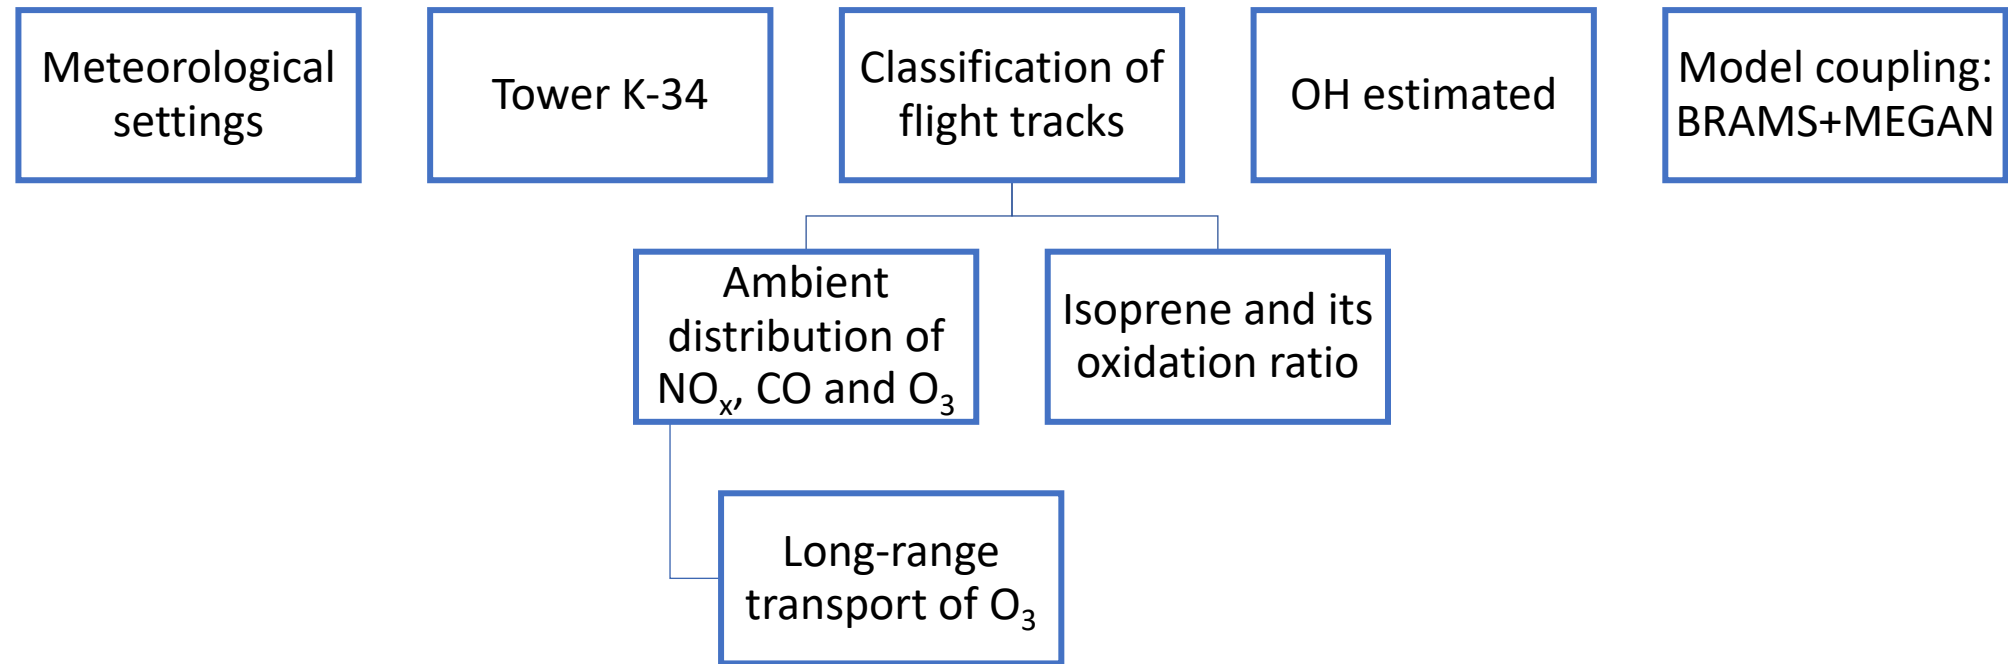 Meteorological
settings
Tower K-34
Classification of
flight tracks
OH estimated
Model coupling:
BRAMS+MEGAN
Ambient
distribution of
NOₓ, CO and O₃
Isoprene and its
oxidation ratio
Long-range
transport of O₃